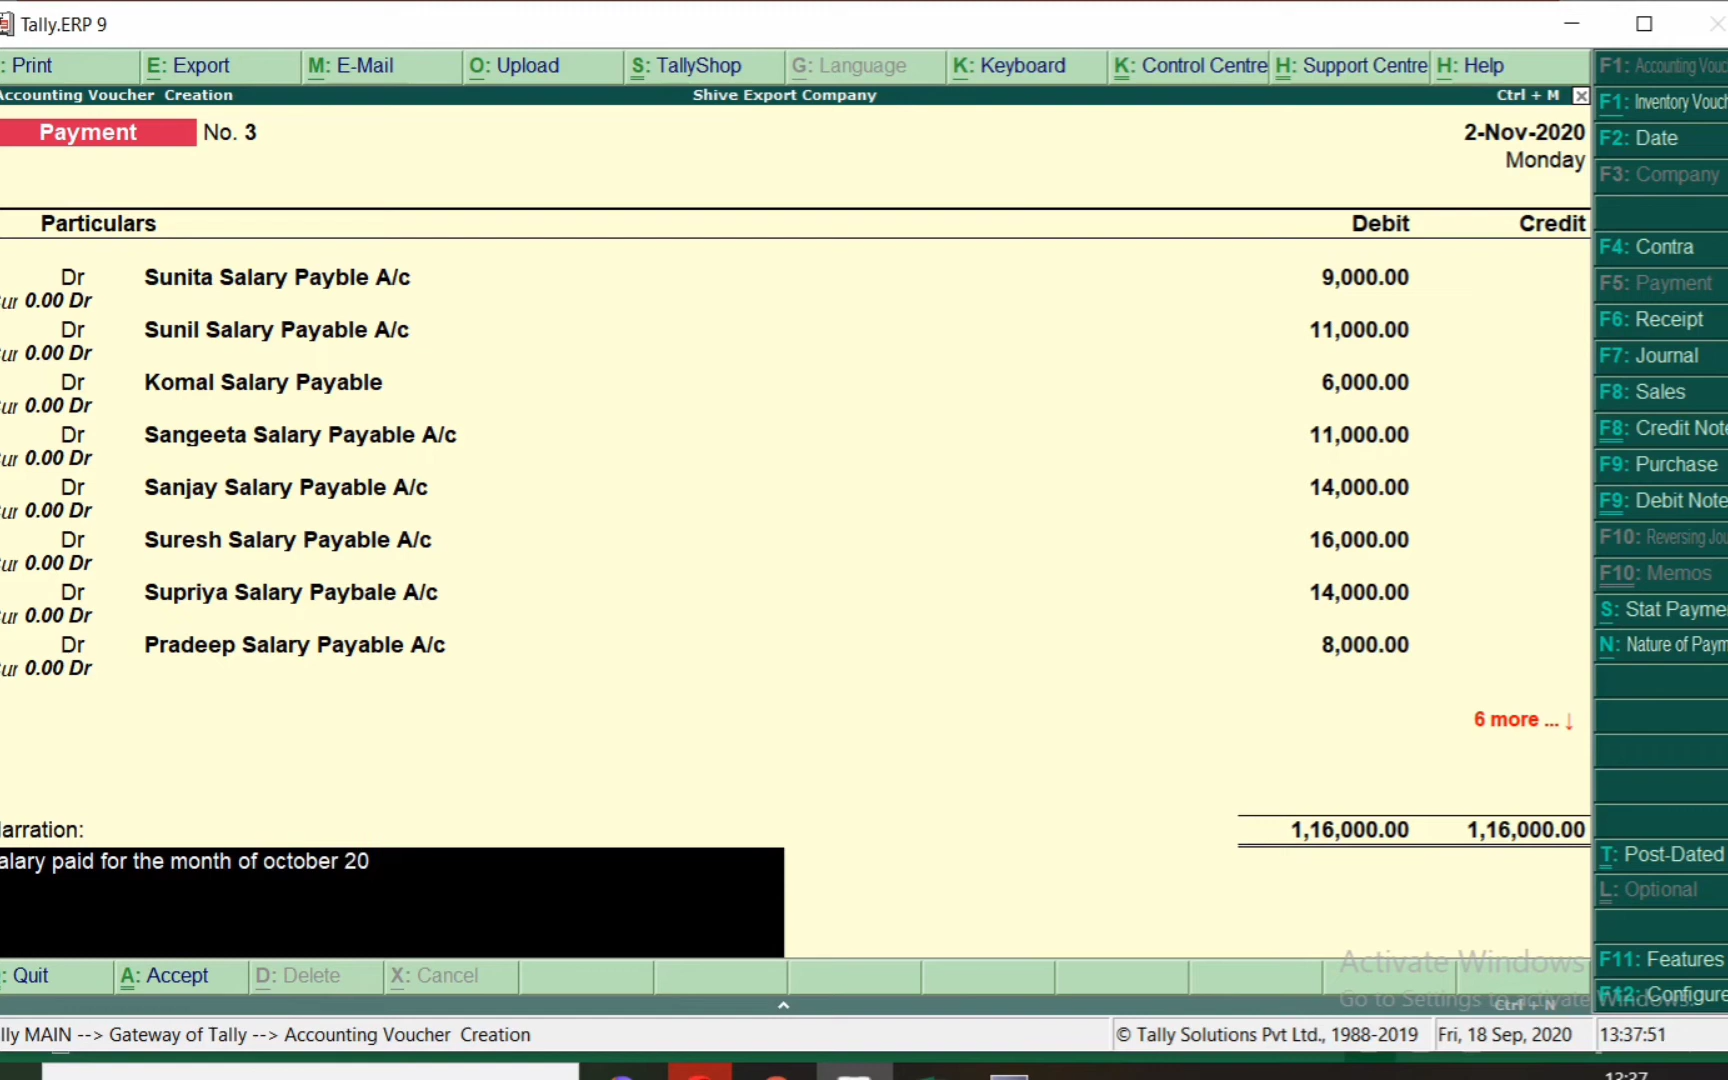 Tally.ERP 9
: Print E: Export M: E-Mail O: Upload S: TallyShop G: Language K: Keyboard K: Control Centre H: Support Centre H: Help
Accounting Voucher Creation Shive Export Company Ctrl + M
Payment No. 3 2-Nov-2020
Monday
Particulars Debit Credit
Dr Sunita Salary Payble A/c 9,000.00
ur 0.00 Dr
Dr Sunil Salary Payable A/c 11,000.00
ur 0.00 Dr
Dr Komal Salary Payable 6,000.00
ur 0.00 Dr
Dr Sangeeta Salary Payable A/c 11,000.00
ur 0.00 Dr
Dr Sanjay Salary Payable A/c 14,000.00
ur 0.00 Dr
Dr Suresh Salary Payable A/c 16,000.00
ur 0.00 Dr
Dr Supriya Salary Paybale A/c 14,000.00
ur 0.00 Dr
Dr Pradeep Salary Payable A/c 8,000.00
ur 0.00 Dr
6 more ... ↓
arration: 1,16,000.00 1,16,000.00
alary paid for the month of october 20
: Quit A: Accept D: Delete X: Cancel
Ctrl + N
lly MAIN --> Gateway of Tally --> Accounting Voucher Creation © Tally Solutions Pvt Ltd., 1988-2019 Fri, 18 Sep, 2020 13:37:51
F1: Accounting Vouc
F1: Inventory Vouch
F2: Date
F3: Company
F4: Contra
F5: Payment
F6: Receipt
F7: Journal
F8: Sales
F8: Credit Note
F9: Purchase
F9: Debit Note
F10: Reversing Jou
F10: Memos
S: Stat Payme
N: Nature of Paym
T: Post-Dated
L: Optional
F11: Features
F12: Configure
Activate Windows
Go to Settings to activate Windows.
13:37